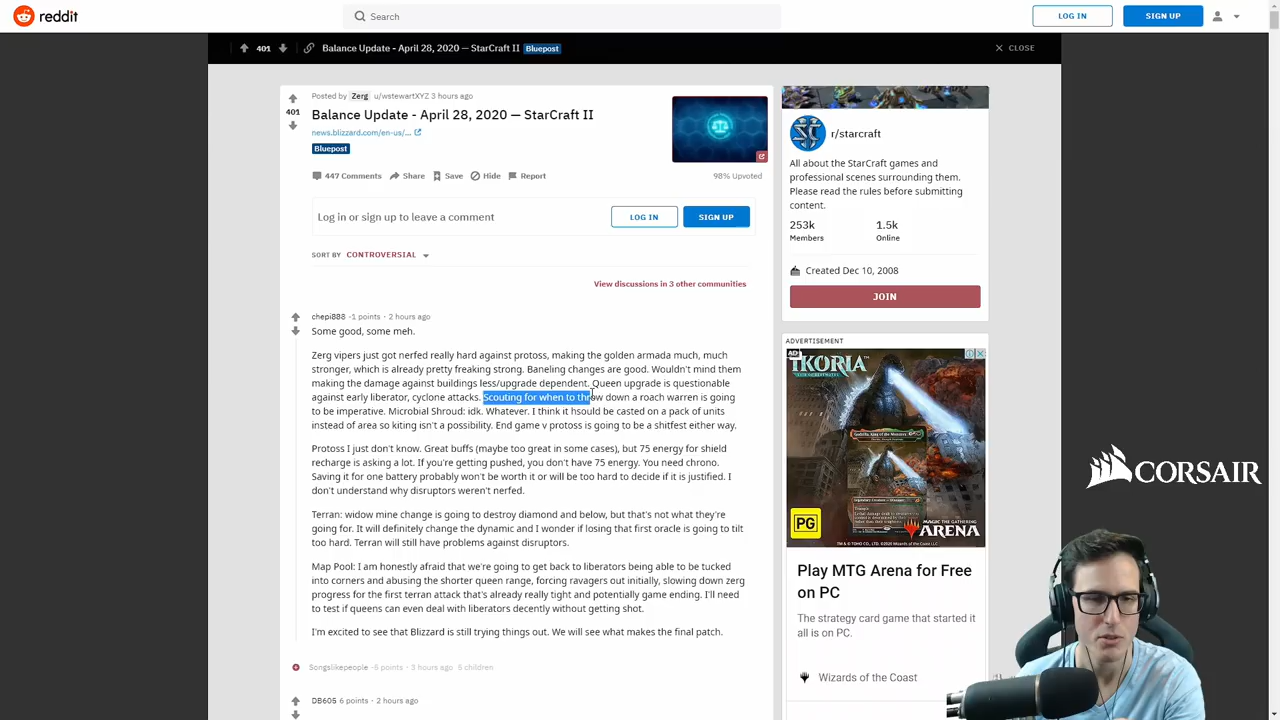 reddit
Search
LOG IN
SIGN UP
401
Balance Update - April 28, 2020 — StarCraft II
Bluepost
CLOSE
Posted by Zerg u/wstewartXYZ 3 hours ago
401
Balance Update - April 28, 2020 — StarCraft II
news.blizzard.com/en-us/...
Bluepost
447 Comments
Share
Save
Hide
Report
98% Upvoted
Log in or sign up to leave a comment
LOG IN
SIGN UP
SORT BY CONTROVERSIAL
View discussions in 3 other communities
chepi888 -1 points · 2 hours ago
Some good, some meh.
Zerg vipers just got nerfed really hard against protoss, making the golden armada much, much
stronger, which is already pretty freaking strong. Baneling changes are good. Wouldn't mind them
making the damage against buildings less/upgrade dependent. Queen upgrade is questionable
against early liberator, cyclone attacks. Scouting for when to throw down a roach warren is going
to be imperative. Microbial Shroud: idk. Whatever. I think it hsould be casted on a pack of units
instead of area so kiting isn't a possibility. End game v protoss is going to be a shitfest either way.
Protoss I just don't know. Great buffs (maybe too great in some cases), but 75 energy for shield
recharge is asking a lot. If you're getting pushed, you don't have 75 energy. You need chrono.
Saving it for one battery probably won't be worth it or will be too hard to decide if it is justified. I
don't understand why disruptors weren't nerfed.
Terran: widow mine change is going to destroy diamond and below, but that's not what they're
going for. It will definitely change the dynamic and I wonder if losing that first oracle is going to tilt
too hard. Terran will still have problems against disruptors.
Map Pool: I am honestly afraid that we're going to get back to liberators being able to be tucked
into corners and abusing the shorter queen range, forcing ravagers out initially, slowing down zerg
progress for the first terran attack that's already really tight and potentially game ending. I'll need
to test if queens can even deal with liberators decently without getting shot.
I'm excited to see that Blizzard is still trying things out. We will see what makes the final patch.
Songslikepeople -6 points · 3 hours ago 5 children
DB605 6 points · 2 hours ago
r/starcraft
All about the StarCraft games and
professional scenes surrounding them.
Please read the rules before submitting
content.
253k
1.5k
Members
Online
Created Dec 10, 2008
JOIN
ADVERTISEMENT
AD
IKORIA
PG
MAGIC THE GATHERING
ARENA
Play MTG Arena for Free
on PC
The strategy card game that started it
all is on PC.
Wizards of the Coast
CORSAIR